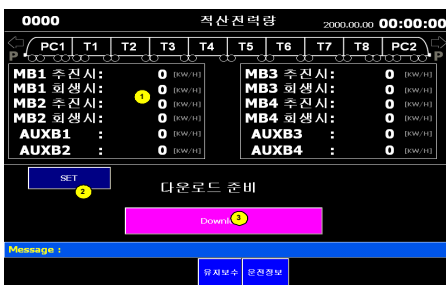 0000 적산전력량 2000.00.00 00:00:00
P PC1 T1 T2 T3 T4 T5 T6 T7 T8 PC2 P
MB1 추진시: 0 [KW/H] MB3 추진시: 0 [KW/H]
MB1 회생시: 0 [KW/H] MB3 회생시: 0 [KW/H]
MB2 추진시: 0 [KW/H] MB4 추진시: 0 [KW/H]
MB2 회생시: 0 [KW/H] MB4 회생시: 0 [KW/H]
AUXB1 : 0 [KW/H] AUXB3 : 0 [KW/H]
AUXB2 : 0 [KW/H] AUXB4 : 0 [KW/H]
1
SET
2
다운로드 준비
3
Message :
유지보수 운전정보